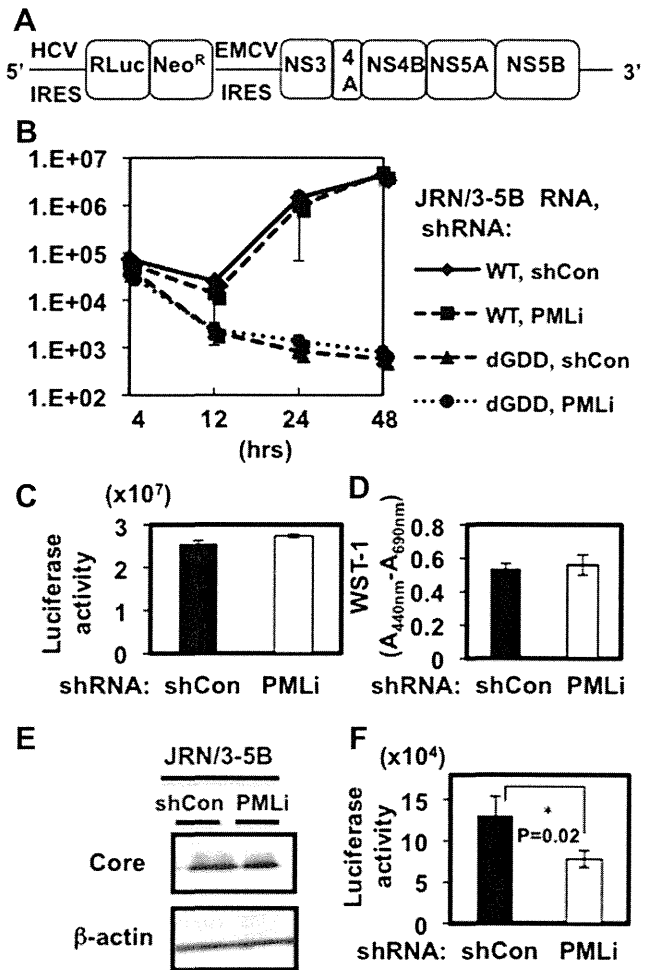 A
HCV
EMCV
5'
RLuc
Neo^R
NS3
4
A
NS4B
NS5A
NS5B
3'
IRES
IRES
B
1.E+07
1.E+06
1.E+05
1.E+04
1.E+03
1.E+02
4 12 24 48
(hrs)
JRN/3-5B RNA,
shRNA:
WT, shCon
WT, PMLi
dGDD, shCon
dGDD, PMLi
C
(x10⁷)
Luciferase
activity
3
2
1
0
shRNA: shCon PMLi
D
WST-1
(A440nm-A690nm)
0.8
0.6
0.4
0.2
0
shRNA: shCon PMLi
E
JRN/3-5B
shCon PMLi
Core
β-actin
F
(x10⁴)
Luciferase
activity
15
10
5
0
*
P=0.02
shRNA: shCon PMLi